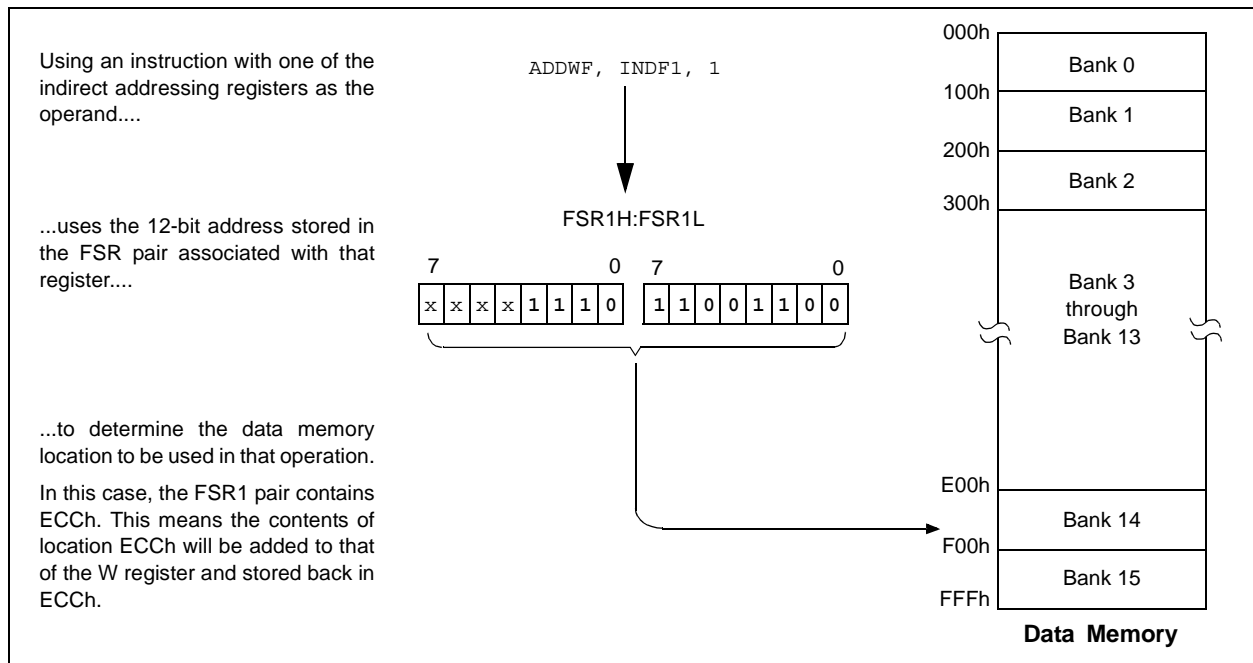 Using an instruction with one of the
indirect addressing registers as the
operand....
ADDWF, INDF1, 1
...uses the 12-bit address stored in
the FSR pair associated with that
register....
FSR1H:FSR1L
7 0 7 0
x x x x 1 1 1 0 1 1 0 0 1 1 0 0
...to determine the data memory
location to be used in that operation.
In this case, the FSR1 pair contains
ECCh. This means the contents of
location ECCh will be added to that
of the W register and stored back in
ECCh.
000h
Bank 0
100h
Bank 1
200h
Bank 2
300h
Bank 3
through
Bank 13
E00h
Bank 14
F00h
Bank 15
FFFh
Data Memory